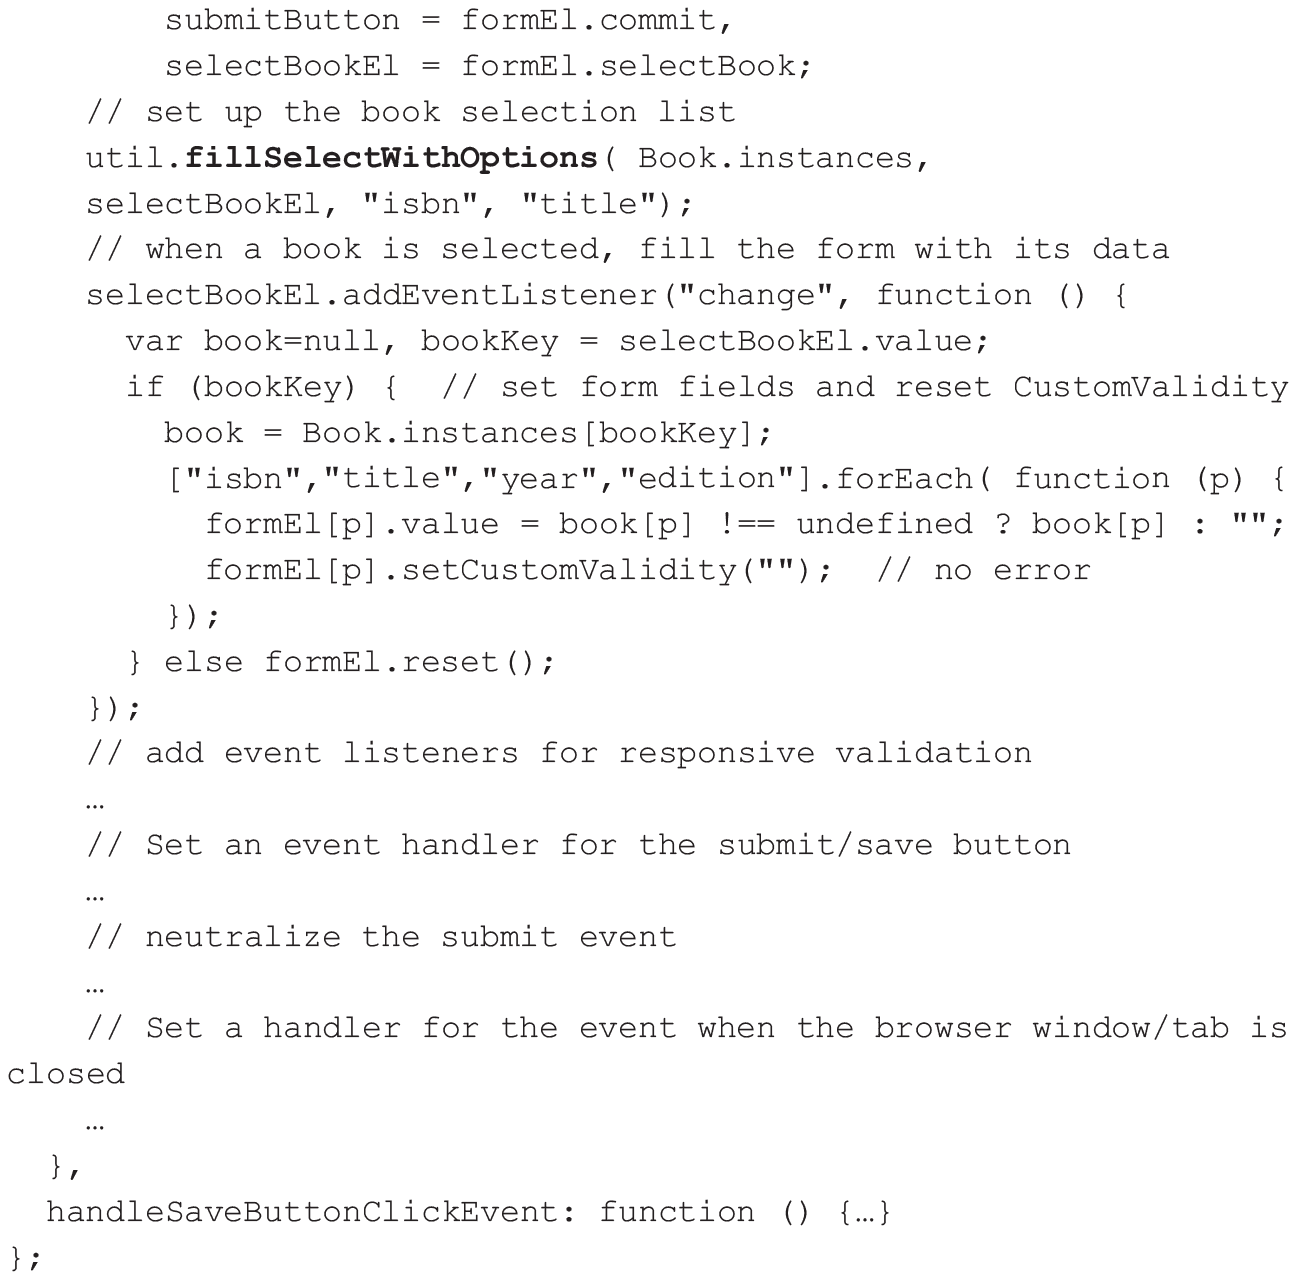 submitButton = formEl.commit,
selectBookEl = formEl.selectBook;
// set up the book selection list
util.fillSelectWithOptions( Book.instances,
selectBookEl, "isbn", "title");
// when a book is selected, fill the form with its data
selectBookEl.addEventListener("change", function () {
var book=null, bookKey = selectBookEl.value;
if (bookKey) {  // set form fields and reset CustomValidity
book = Book.instances[bookKey];
["isbn","title","year","edition"].forEach( function (p) {
formEl[p].value = book[p] !== undefined ? book[p] : "";
formEl[p].setCustomValidity("");  // no error
});
} else formEl.reset();
});
// add event listeners for responsive validation
…
// Set an event handler for the submit/save button
…
// neutralize the submit event
…
// Set a handler for the event when the browser window/tab is
closed
…
},
handleSaveButtonClickEvent: function () {…}
};